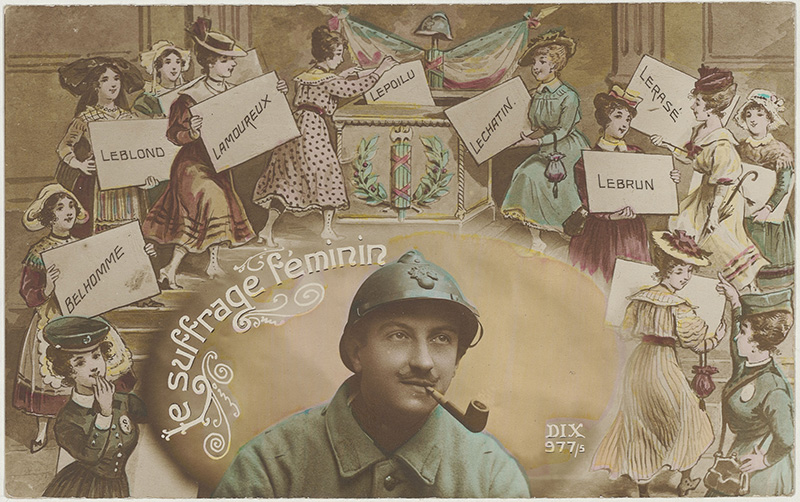 LEPOILU
LEBLOND
LAMOUREUX
LECHATIN.
LERASÉ
LEBRUN
BELHOMME
le suffrage féminin
DIX
977/5